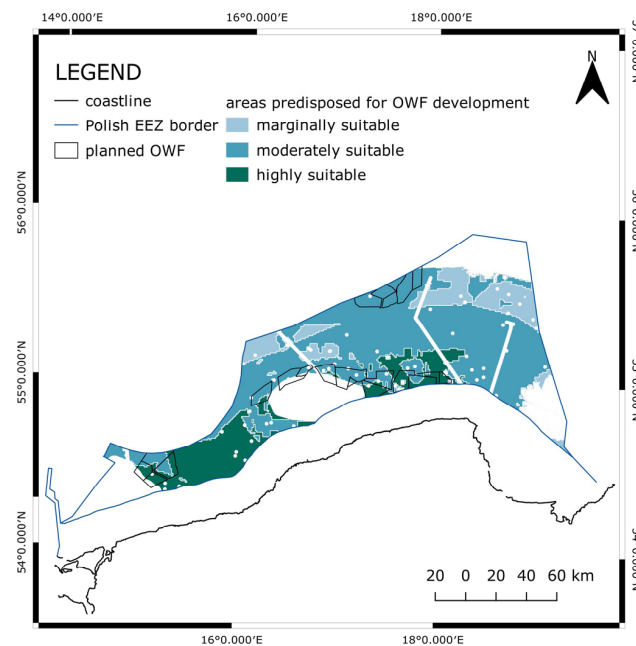 14°0.000′E 16°0.000′E 18°0.000′E
N
LEGEND
coastline
Polish EEZ border
planned OWF
areas predisposed for OWF development
marginally suitable
moderately suitable
highly suitable
56°0.000′N
55°0.000′N
54°0.000′N
20 0 20 40 60 km
16°0.000′E 18°0.000′E